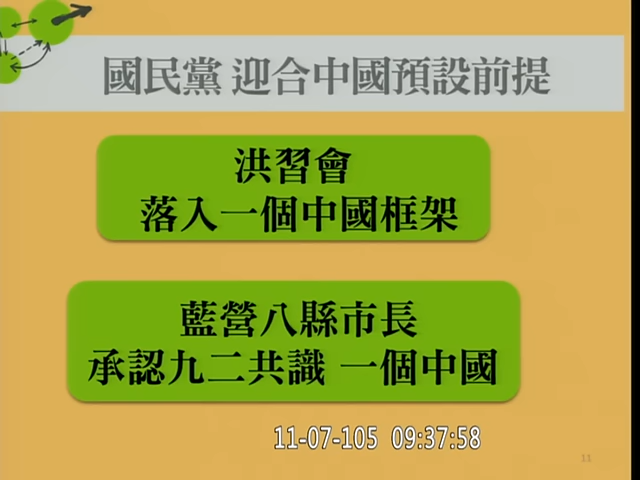 國民黨 迎合中國預設前提
洪習會
落入一個中國框架
藍營八縣市長
承認九二共識 一個中國
11-07-105 09:37:58
11